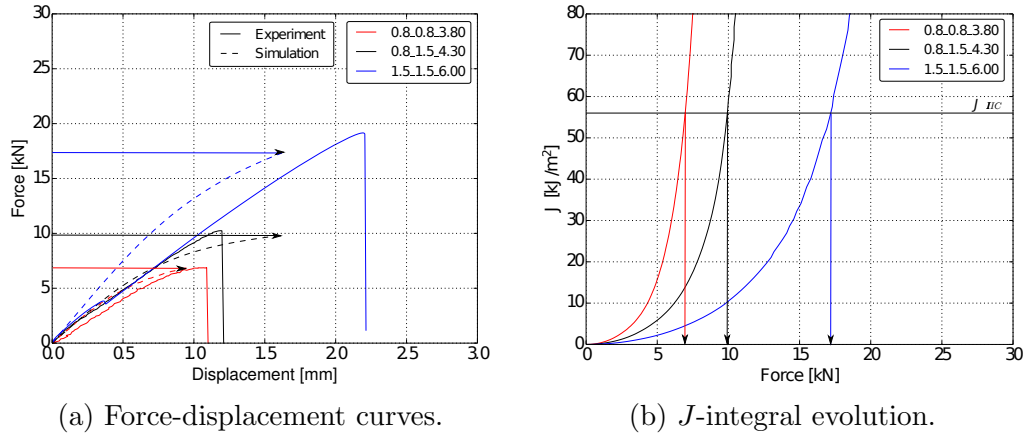 30
25
20
15
10
5
0
0.0 0.5 1.0 1.5 2.0 2.5 3.0
Force [kN]
Displacement [mm]
Experiment
Simulation
0.8_0.8_3.80
0.8_1.5_4.30
1.5_1.5_6.00
(a) Force-displacement curves.
80
70
60
50
40
30
20
10
0
0 5 10 15 20 25 30
J [kJ/m²]
Force [kN]
0.8_0.8_3.80
0.8_1.5_4.30
1.5_1.5_6.00
J IIC
(b) J-integral evolution.